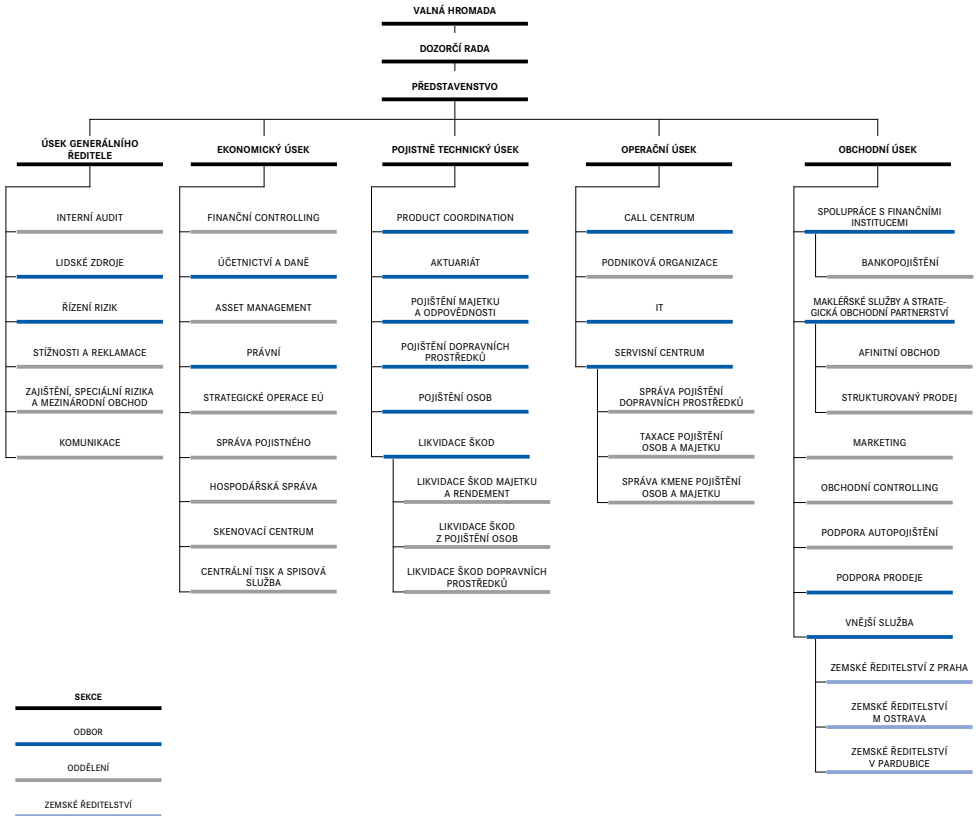 VALNÁ HROMADA
DOZORČÍ RADA
PŘEDSTAVENSTVO
ÚSEK GENERÁLNÍHO
ŘEDITELE
INTERNÍ AUDIT
LIDSKÉ ZDROJE
ŘÍZENÍ RIZIK
STÍŽNOSTI A REKLAMACE
ZAJIŠTĚNÍ, SPECIÁLNÍ RIZIKA
A MEZINÁRODNÍ OBCHOD
KOMUNIKACE
EKONOMICKÝ ÚSEK
FINANČNÍ CONTROLLING
ÚČETNICTVÍ A DANĚ
ASSET MANAGEMENT
PRÁVNÍ
STRATEGICKÉ OPERACE EÚ
SPRÁVA POJISTNÉHO
HOSPODÁŘSKÁ SPRÁVA
SKENOVACÍ CENTRUM
CENTRÁLNÍ TISK A SPISOVÁ
SLUŽBA
POJISTNĚ TECHNICKÝ ÚSEK
PRODUCT COORDINATION
AKTUARIÁT
POJIŠTĚNÍ MAJETKU
A ODPOVĚDNOSTI
POJIŠTĚNÍ DOPRAVNÍCH
PROSTŘEDKŮ
POJIŠTĚNÍ OSOB
LIKVIDACE ŠKOD
LIKVIDACE ŠKOD MAJETKU
A RENDEMENT
LIKVIDACE ŠKOD
Z POJIŠTĚNÍ OSOB
LIKVIDACE ŠKOD DOPRAVNÍCH
PROSTŘEDKŮ
OPERAČNÍ ÚSEK
CALL CENTRUM
PODNIKOVÁ ORGANIZACE
IT
SERVISNÍ CENTRUM
SPRÁVA POJIŠTĚNÍ
DOPRAVNÍCH PROSTŘEDKŮ
TAXACE POJIŠTĚNÍ
OSOB A MAJETKU
SPRÁVA KMENE POJIŠTĚNÍ
OSOB A MAJETKU
OBCHODNÍ ÚSEK
SPOLUPRÁCE S FINANČNÍMI
INSTITUCEMI
BANKOPOJIŠTĚNÍ
MAKLÉŘSKÉ SLUŽBY A STRATE-
GICKÁ OBCHODNÍ PARTNERSTVÍ
AFINITNÍ OBCHOD
STRUKTUROVANÝ PRODEJ
MARKETING
OBCHODNÍ CONTROLLING
PODPORA AUTOPOJIŠTĚNÍ
PODPORA PRODEJE
VNĚJŠÍ SLUŽBA
ZEMSKÉ ŘEDITELSTVÍ Z PRAHA
ZEMSKÉ ŘEDITELSTVÍ
M OSTRAVA
ZEMSKÉ ŘEDITELSTVÍ
V PARDUBICE
SEKCE
ODBOR
ODDĚLENÍ
ZEMSKÉ ŘEDITELSTVÍ